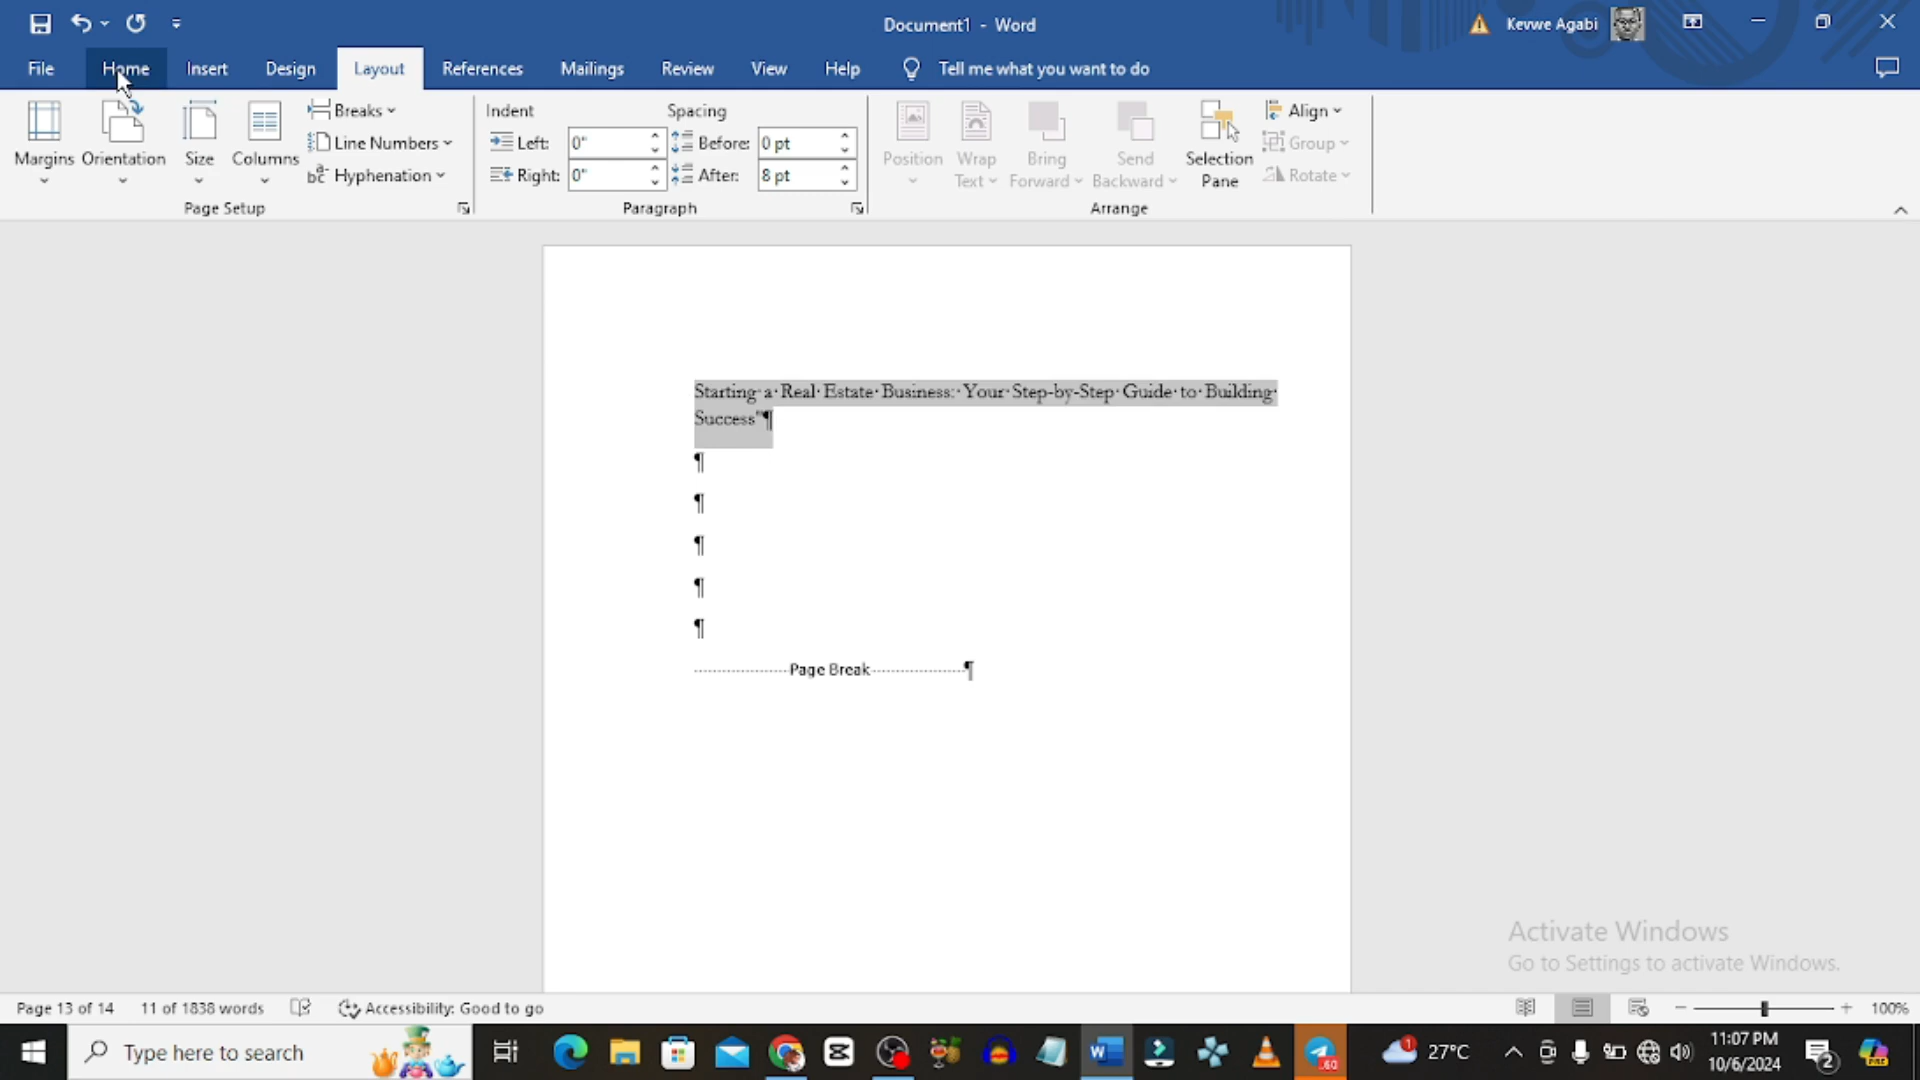 Document1 - Word
Kevwe Agabi
File Home Insert Design Layout References Mailings Review View Help Tell me what you want to do
Margins Orientation Size Columns
Breaks
Line Numbers
Hyphenation
Page Setup
Indent
Left: 0"
Right: 0"
Spacing
Before: 0 pt
After: 8 pt
Paragraph
Position
Wrap Text
Bring Forward
Send Backward
Selection Pane
Align
Group
Rotate
Arrange
Starting·a·Real·Estate·Business:·Your·Step-by-Step·Guide·to·Building·
Success"¶
¶
¶
¶
¶
¶
Page Break ¶
Activate Windows
Go to Settings to activate Windows.
Page 13 of 14 11 of 1838 words Accessibility: Good to go 100%
Type here to search
60
1 27°C
11:07 PM
10/6/2024
2